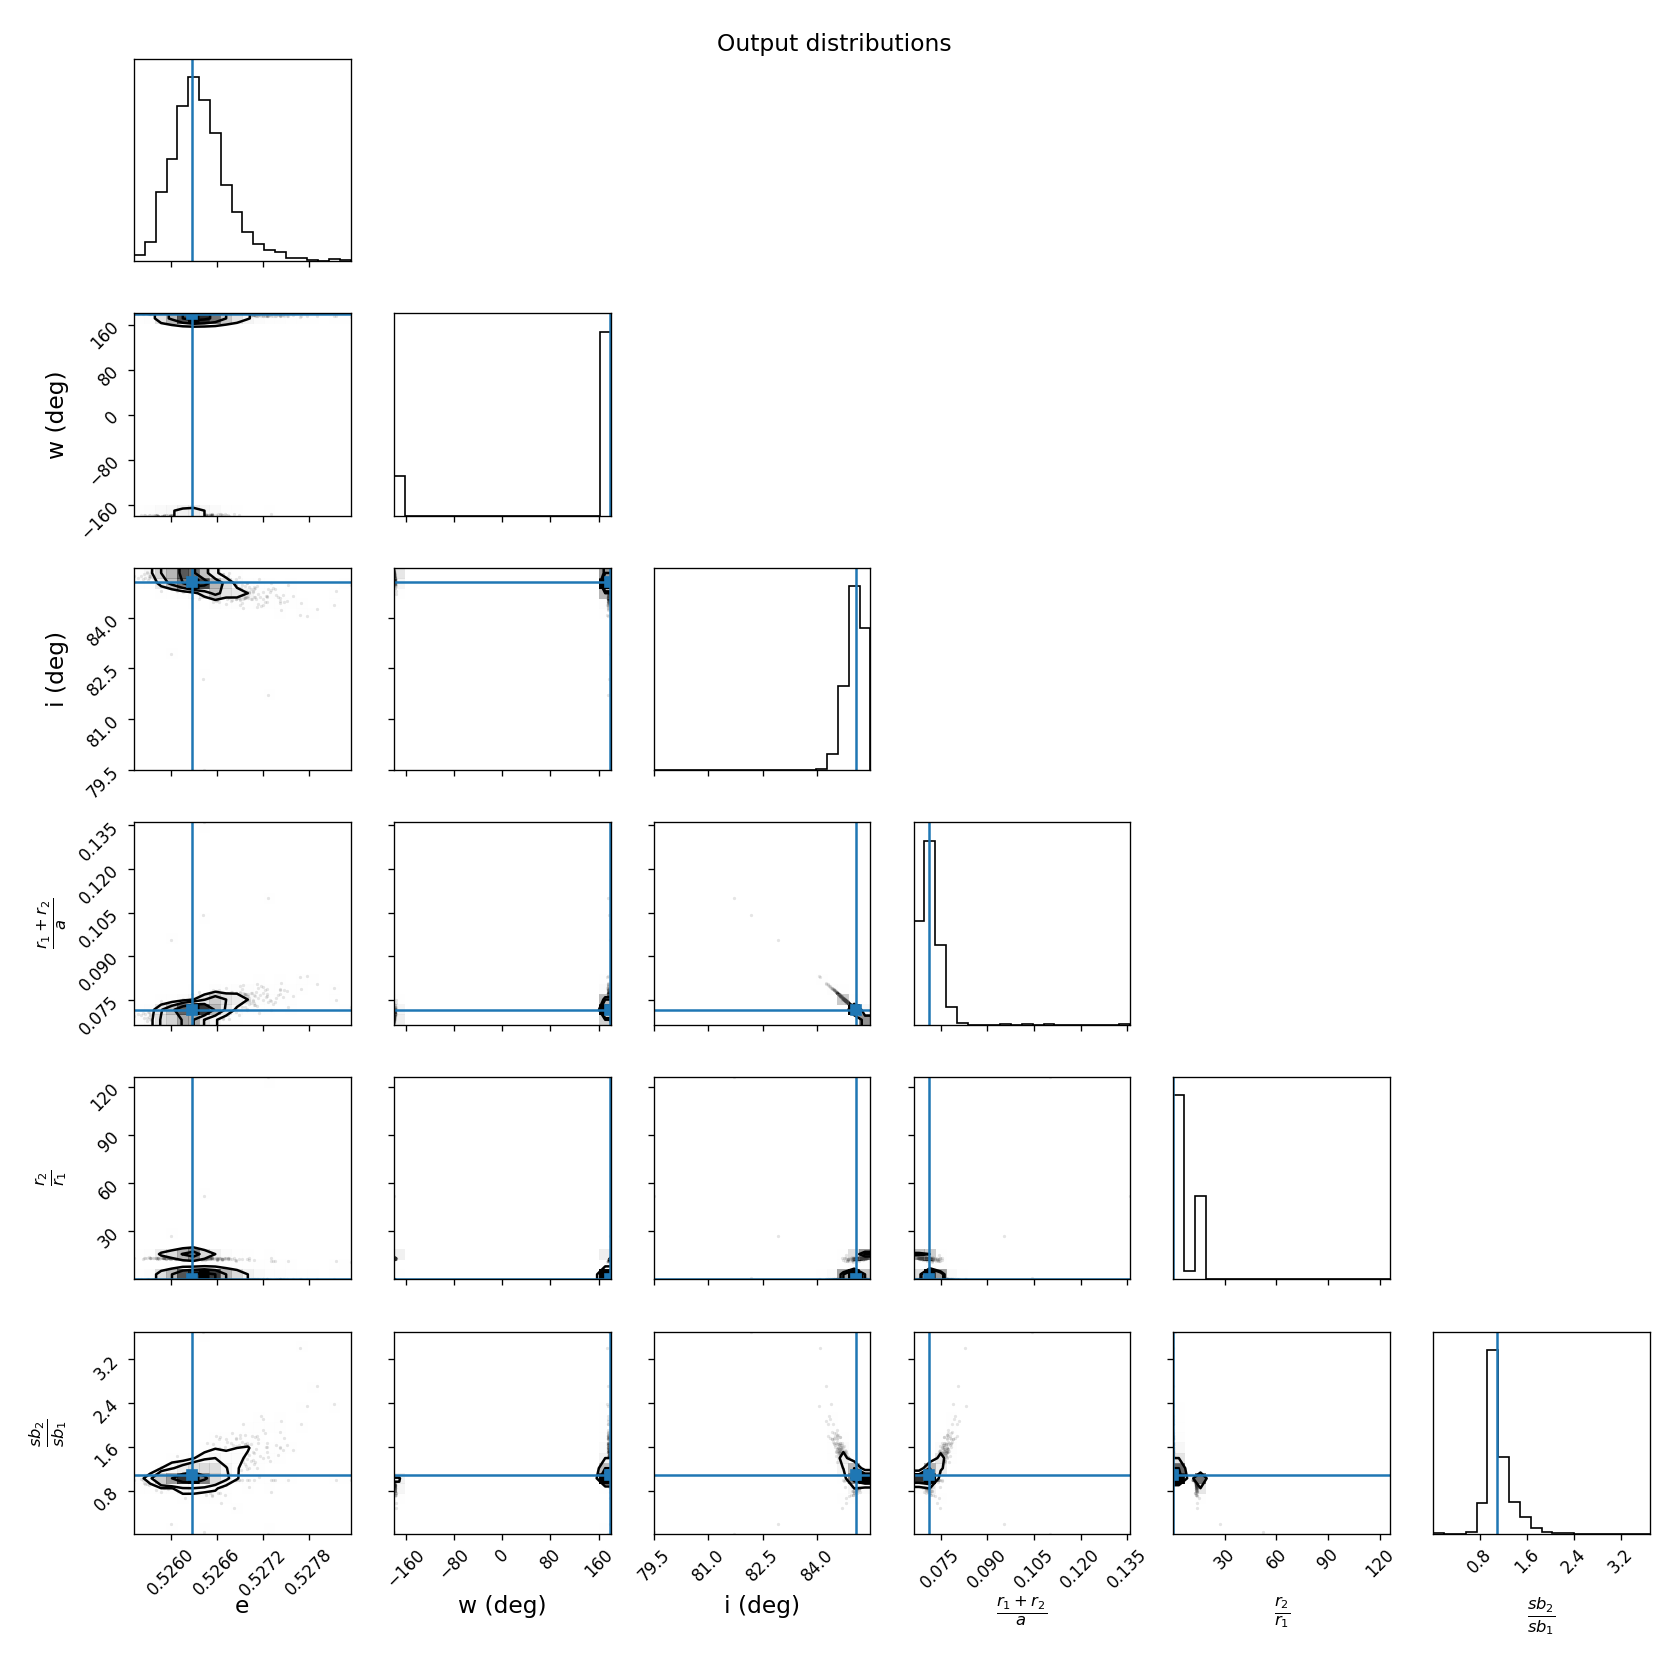 Output distributions
w (deg)
160
80
0
−80
−160
i (deg)
84.0
82.5
81.0
79.5
r₁ + r₂
a
0.135
0.120
0.105
0.090
0.075
r₂
r₁
120
90
60
30
sb₂
sb₁
3.2
2.4
1.6
0.8
0.5260 0.5266 0.5272 0.5278
e
−160 −80 0 80 160
w (deg)
79.5 81.0 82.5 84.0
i (deg)
0.075 0.090 0.105 0.120 0.135
r₁ + r₂
a
30 60 90 120
r₂
r₁
0.8 1.6 2.4 3.2
sb₂
sb₁